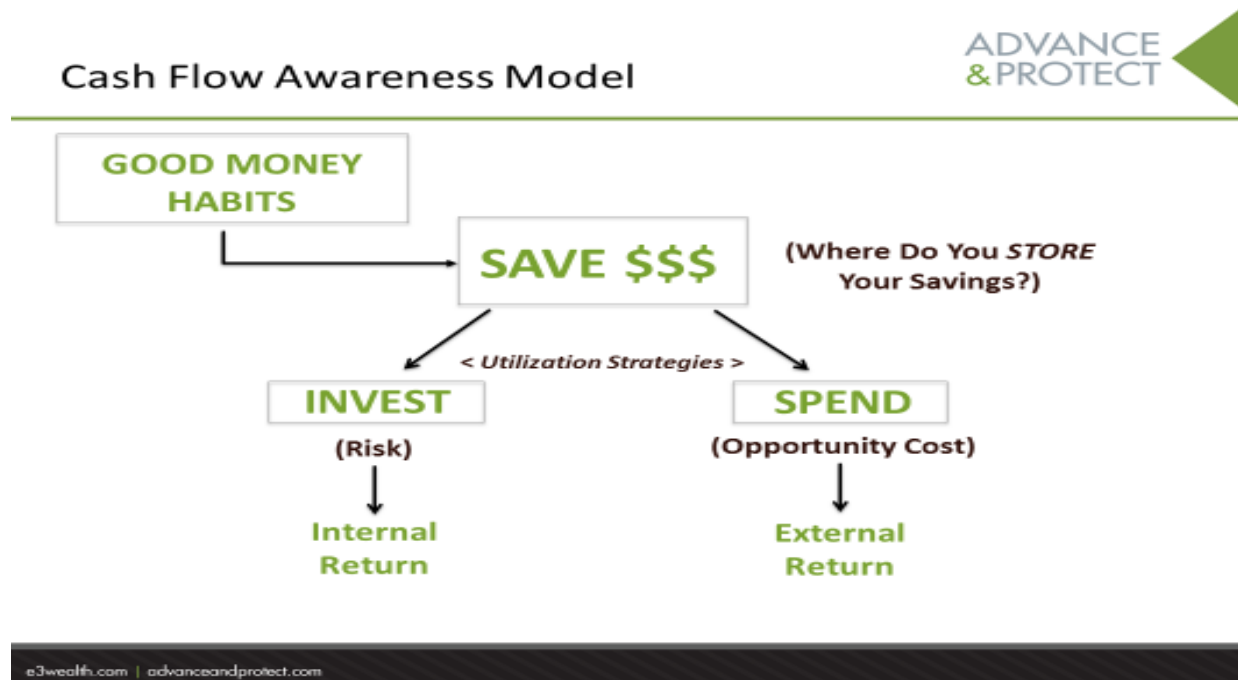 ADVANCE
&PROTECT
Cash Flow Awareness Model
GOOD MONEY
HABITS
SAVE $$$
(Where Do You STORE
Your Savings?)
< Utilization Strategies >
INVEST
SPEND
(Risk)
(Opportunity Cost)
Internal
Return
External
Return
e3wealth.com | advanceandprotect.com